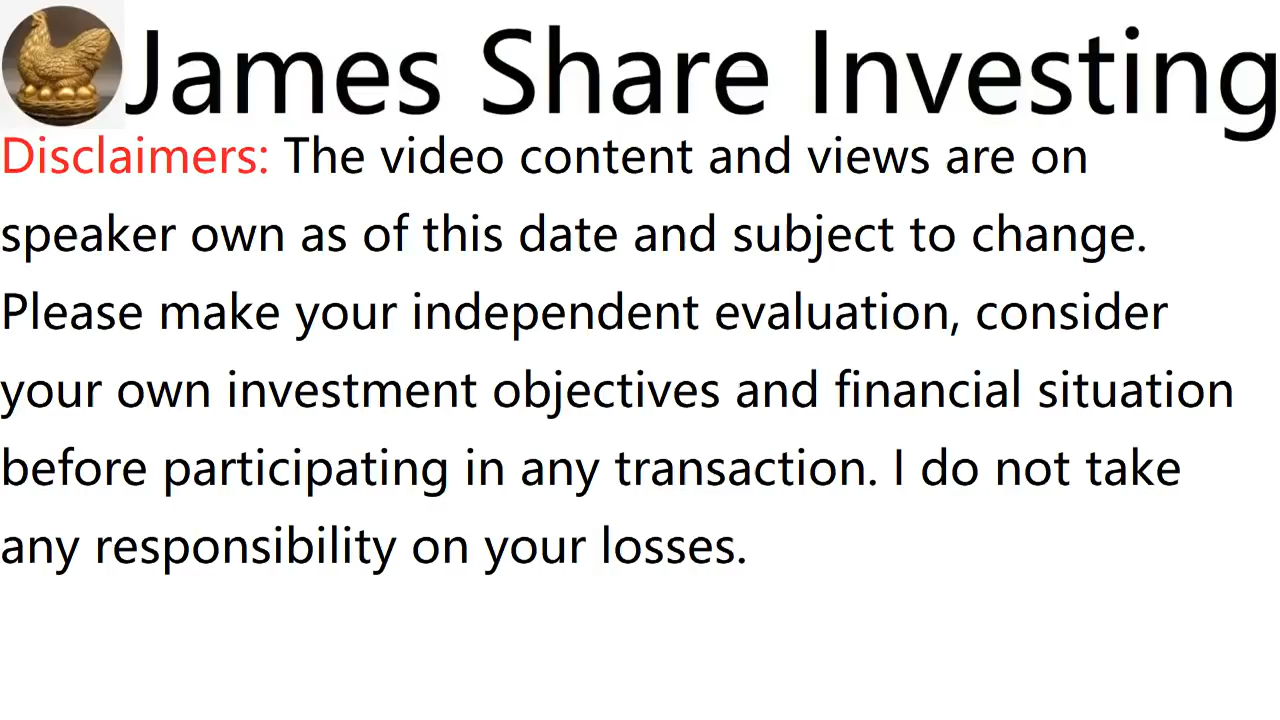 James Share Investing
Disclaimers: The video content and views are on
speaker own as of this date and subject to change.
Please make your independent evaluation, consider
your own investment objectives and financial situation
before participating in any transaction. I do not take
any responsibility on your losses.